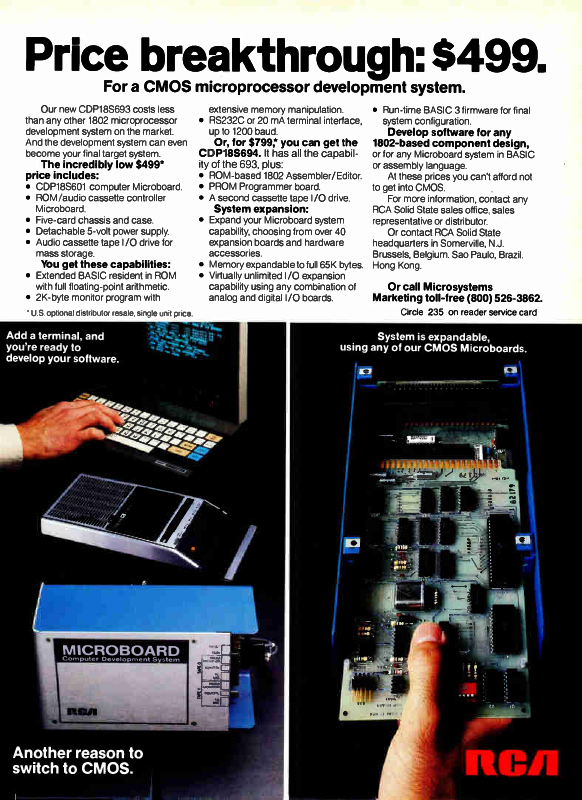 Price breakthrough: $499.
For a CMOS microprocessor development system.
Our new CDP18S693 costs less
than any other 1802 microprocessor
development system on the market.
And the development system can even
become your final target system.
The incredibly low $499*
price includes:
• CDP18S601 computer Microboard.
• ROM/audio cassette controller
Microboard.
• Five-card chassis and case.
• Detachable 5-volt power supply.
• Audio cassette tape I/O drive for
mass storage.
You get these capabilities:
• Extended BASIC resident in ROM
with full floating-point arithmetic.
• 2K-byte monitor program with
extensive memory manipulation.
• RS232C or 20 mA terminal interface,
up to 1200 baud.
Or, for $799,* you can get the
CDP18S694. It has all the capabil-
ity of the 693, plus:
• ROM-based 1802 Assembler/Editor.
• PROM Programmer board.
• A second cassette tape I/O drive.
System expansion:
• Expand your Microboard system
capability, choosing from over 40
expansion boards and hardware
accessories.
• Memory expandable to full 65K bytes.
• Virtually unlimited I/O expansion
capability using any combination of
analog and digital I/O boards.
• Run-time BASIC 3 firmware for final
system configuration.
Develop software for any
1802-based component design,
or for any Microboard system in BASIC
or assembly language.
At these prices you can't afford not
to get into CMOS.
For more information, contact any
RCA Solid State sales office, sales
representative or distributor.
Or contact RCA Solid State
headquarters in Somerville, N.J.
Brussels, Belgium. Sao Paulo, Brazil.
Hong Kong.
Or call Microsystems
Marketing toll-free (800) 526-3862.
Circle 235 on reader service card
* U.S. optional distributor resale, single unit price.
Add a terminal, and
you're ready to
develop your software.
System is expandable,
using any of our CMOS Microboards.
MICROBOARD
Computer Development System
RCA
82179
Another reason to
switch to CMOS.
RCA